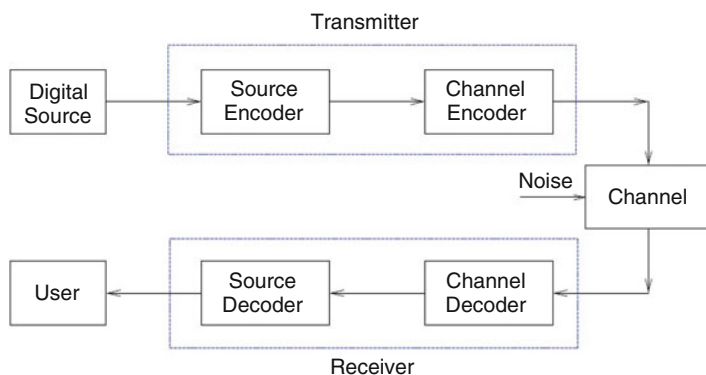 Transmitter
Digital
Source
Source
Encoder
Channel
Encoder
Noise
Channel
User
Source
Decoder
Channel
Decoder
Receiver